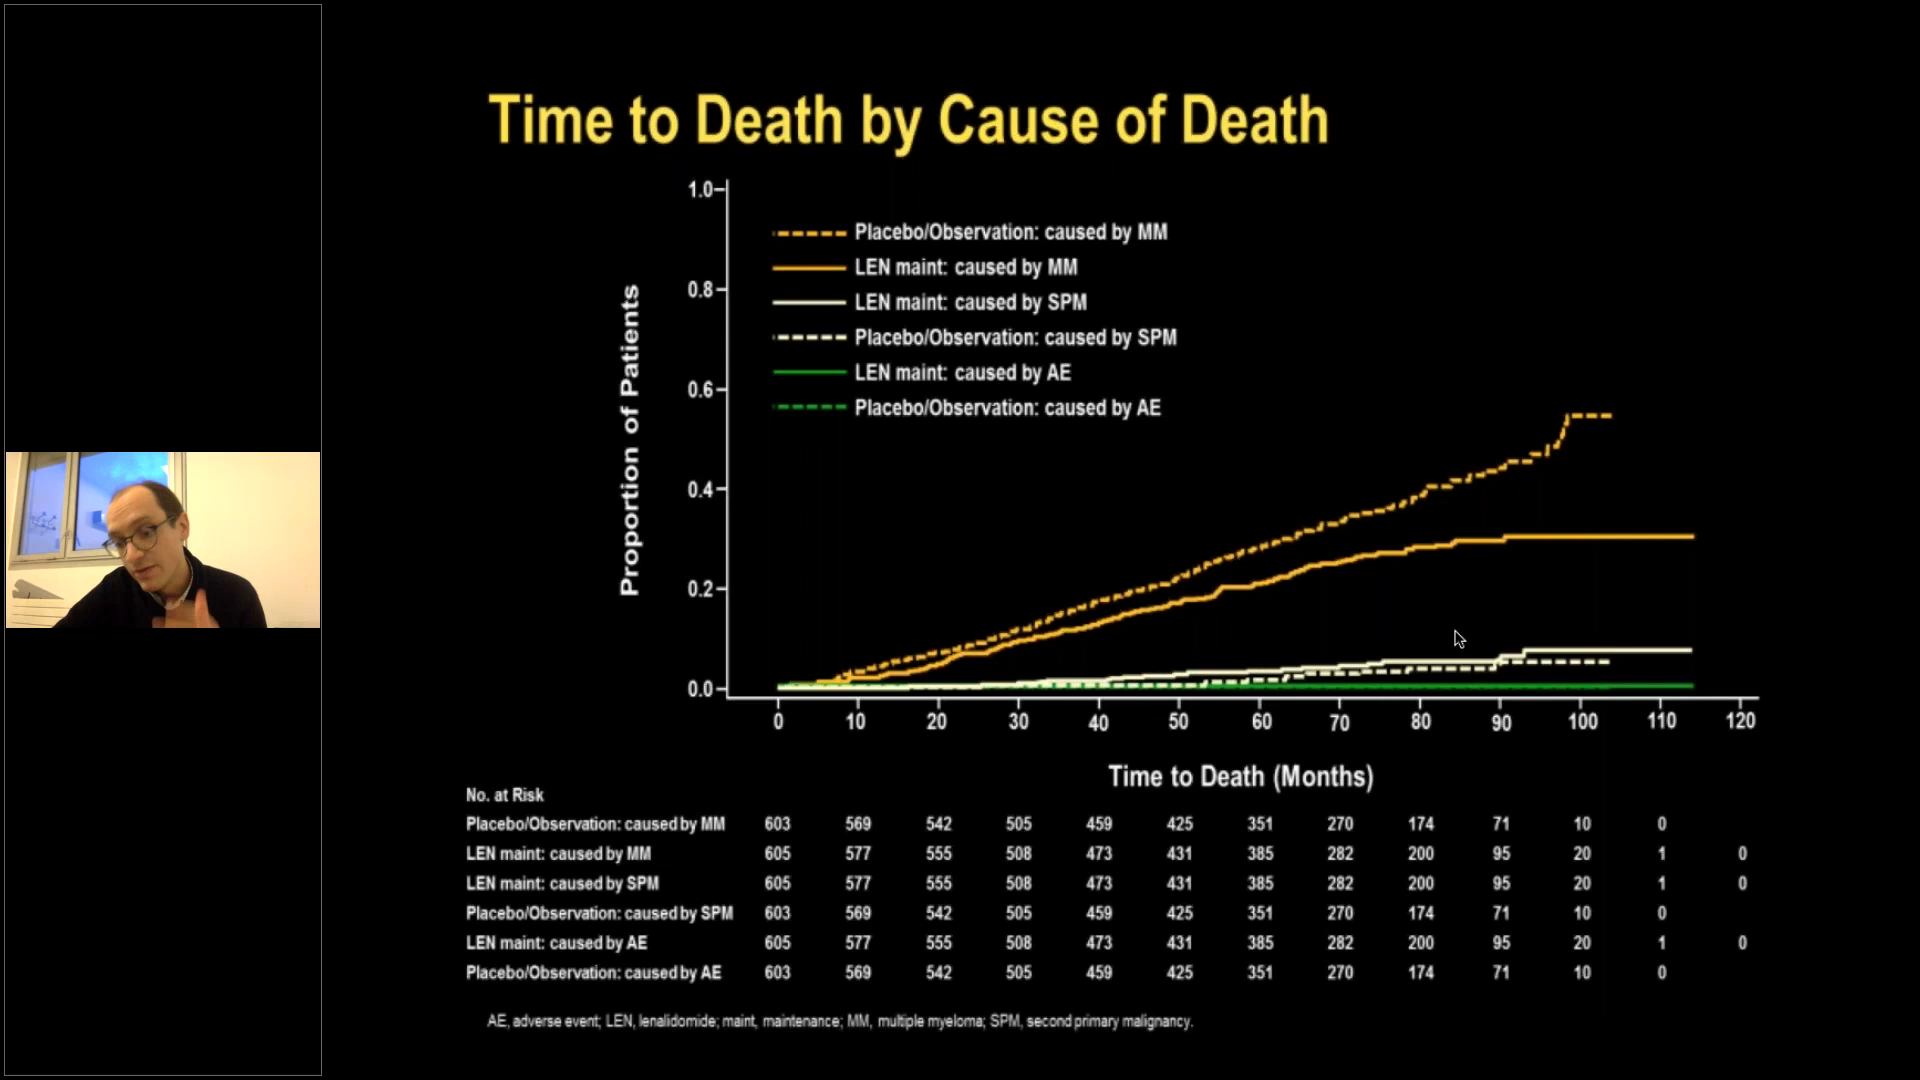 Time to Death by Cause of Death
1.0
0.8
0.6
0.4
0.2
0.0
Proportion of Patients
Placebo/Observation: caused by MM
LEN maint: caused by MM
LEN maint: caused by SPM
Placebo/Observation: caused by SPM
LEN maint: caused by AE
Placebo/Observation: caused by AE
0 10 20 30 40 50 60 70 80 90 100 110 120
Time to Death (Months)
No. at Risk
Placebo/Observation: caused by MM 603 569 542 505 459 425 351 270 174 71 10 0
LEN maint: caused by MM 605 577 555 508 473 431 385 282 200 95 20 1 0
LEN maint: caused by SPM 605 577 555 508 473 431 385 282 200 95 20 1 0
Placebo/Observation: caused by SPM 603 569 542 505 459 425 351 270 174 71 10 0
LEN maint: caused by AE 605 577 555 508 473 431 385 282 200 95 20 1 0
Placebo/Observation: caused by AE 603 569 542 505 459 425 351 270 174 71 10 0
AE, adverse event; LEN, lenalidomide; maint, maintenance; MM, multiple myeloma; SPM, second primary malignancy.